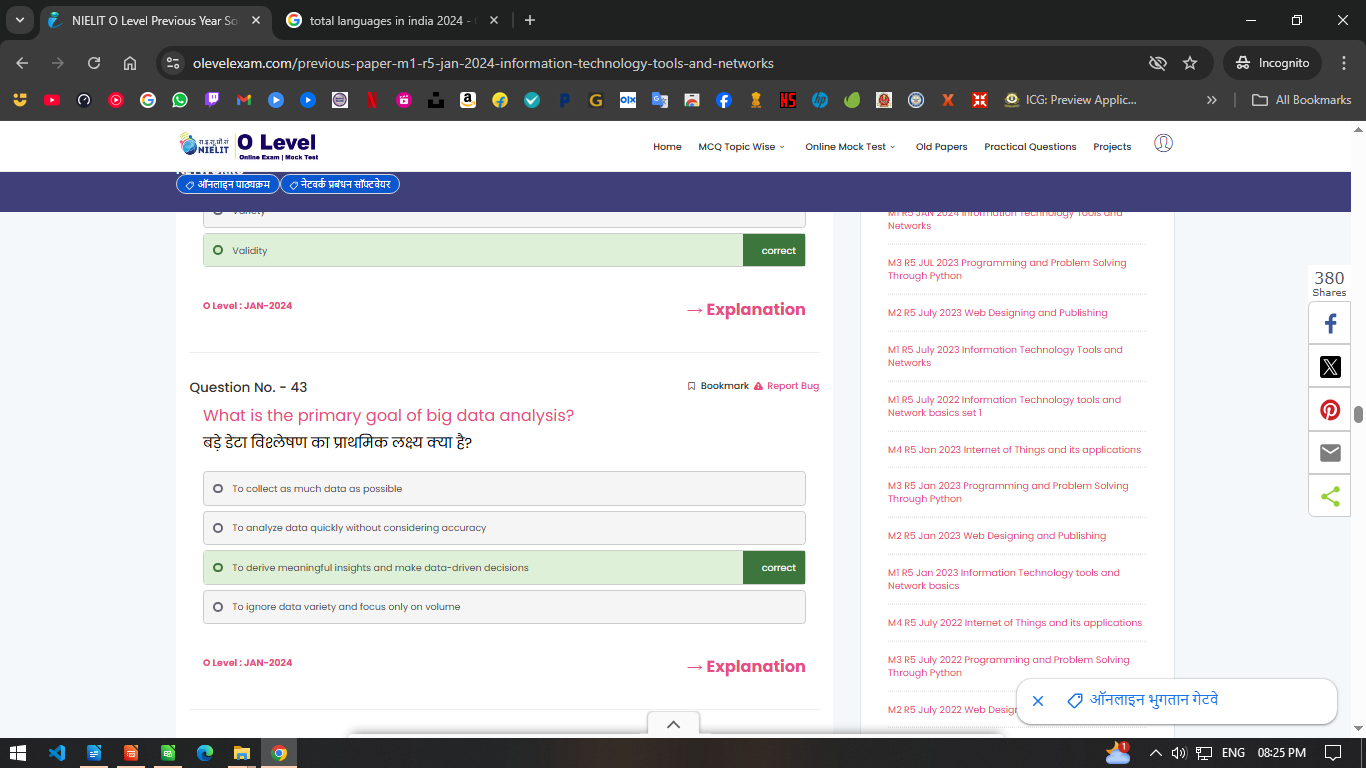 NIELIT O Level Previous Year So
total languages in india 2024 -
olevelexam.com/previous-paper-m1-r5-jan-2024-information-technology-tools-and-networks
Incognito
ICG: Preview Applic...
All Bookmarks
रा.इ.सू.प्रौ.सं
NIELIT
O Level
Online Exam | Mock Test
Home
MCQ Topic Wise
Online Mock Test
Old Papers
Practical Questions
Projects
ऑनलाइन पाठ्यक्रम
नेटवर्क प्रबंधन सॉफ्टवेयर
Variety
Validity
correct
O Level : JAN-2024
→ Explanation
Question No. - 43
Bookmark
Report Bug
What is the primary goal of big data analysis?
बड़े डेटा विश्लेषण का प्राथमिक लक्ष्य क्या है?
To collect as much data as possible
To analyze data quickly without considering accuracy
To derive meaningful insights and make data-driven decisions
correct
To ignore data variety and focus only on volume
O Level : JAN-2024
→ Explanation
M1 R5 JAN 2024 Information Technology Tools and
Networks
M3 R5 JUL 2023 Programming and Problem Solving
Through Python
M2 R5 July 2023 Web Designing and Publishing
M1 R5 July 2023 Information Technology Tools and
Networks
M1 R5 July 2022 Information Technology tools and
Network basics set 1
M4 R5 Jan 2023 Internet of Things and its applications
M3 R5 Jan 2023 Programming and Problem Solving
Through Python
M2 R5 Jan 2023 Web Designing and Publishing
M1 R5 Jan 2023 Information Technology tools and
Network basics
M4 R5 July 2022 Internet of Things and its applications
M3 R5 July 2022 Programming and Problem Solving
Through Python
M2 R5 July 2022 Web Desig
380
Shares
ऑनलाइन भुगतान गेटवे
1
ENG
08:25 PM